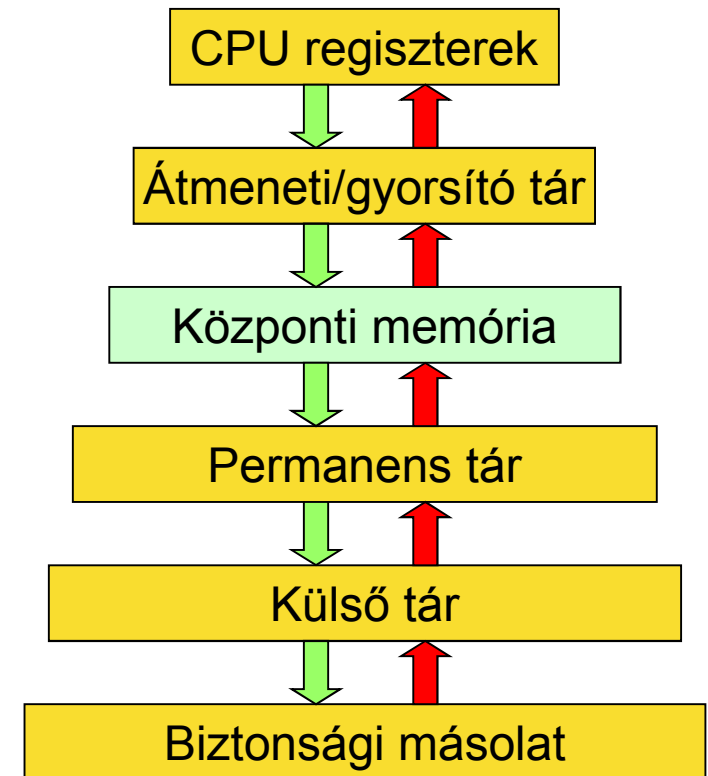 CPU regiszterek
Átmeneti/gyorsító tár
Központi memória
Permanens tár
Külső tár
Biztonsági másolat